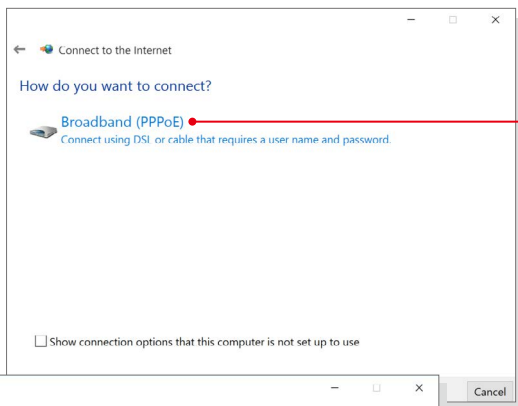 Connect to the Internet
How do you want to connect?
Broadband (PPPoE)
Connect using DSL or cable that requires a user name and password.
Show connection options that this computer is not set up to use
Cancel